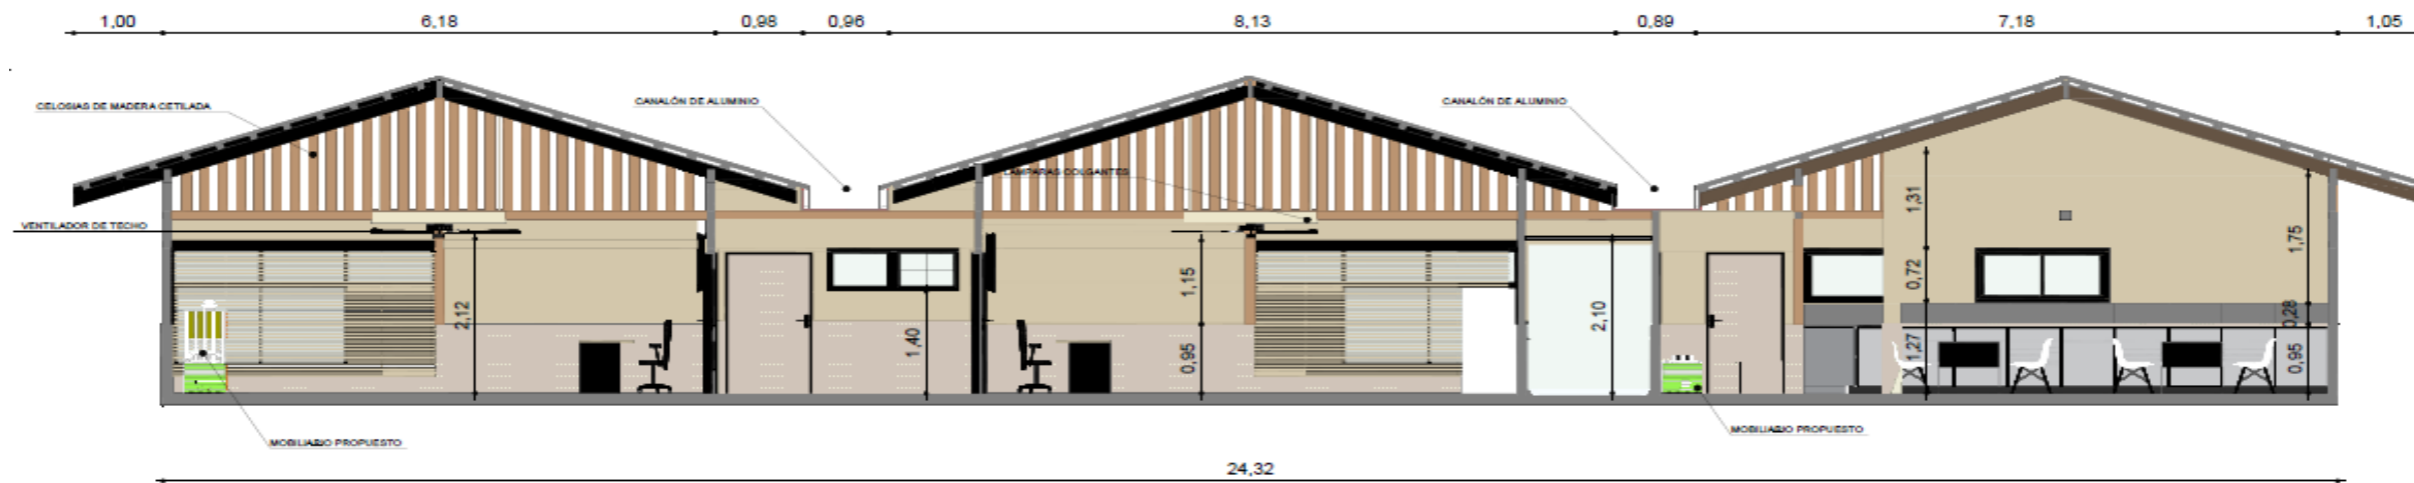 1,00 6,18 0,98 0,96 8,13 0,89 7,18 1,05
CELOSIAS DE MADERA CETILADA
CANALÓN DE ALUMINIO
CANALÓN DE ALUMINIO
LAMPARAS COLGANTES
VENTILADOR DE TECHO
2,12
1,40
1,15
0,95
2,10
1,31
0,72
1,27
1,75
0,28
0,95
MOBILIARIO PROPUESTO
MOBILIARIO PROPUESTO
24,32